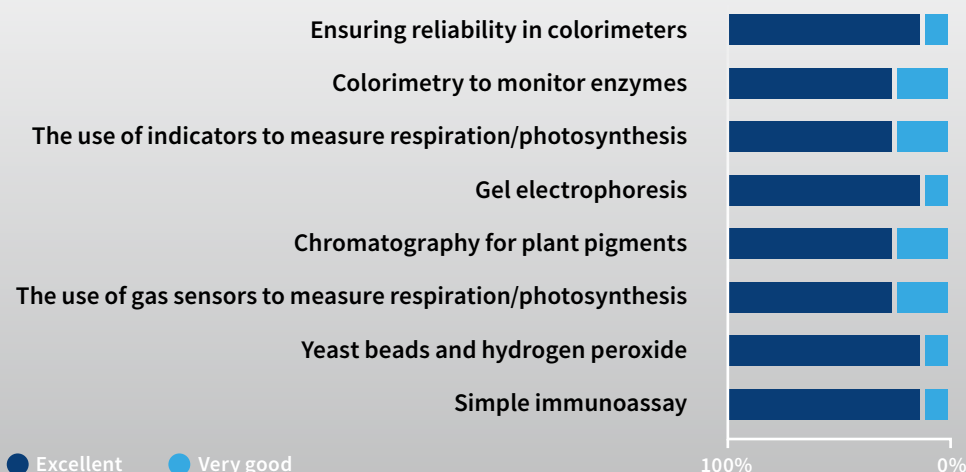 Ensuring reliability in colorimeters
Colorimetry to monitor enzymes
The use of indicators to measure respiration/photosynthesis
Gel electrophoresis
Chromatography for plant pigments
The use of gas sensors to measure respiration/photosynthesis
Yeast beads and hydrogen peroxide
Simple immunoassay
Excellent Very good 100% 0%